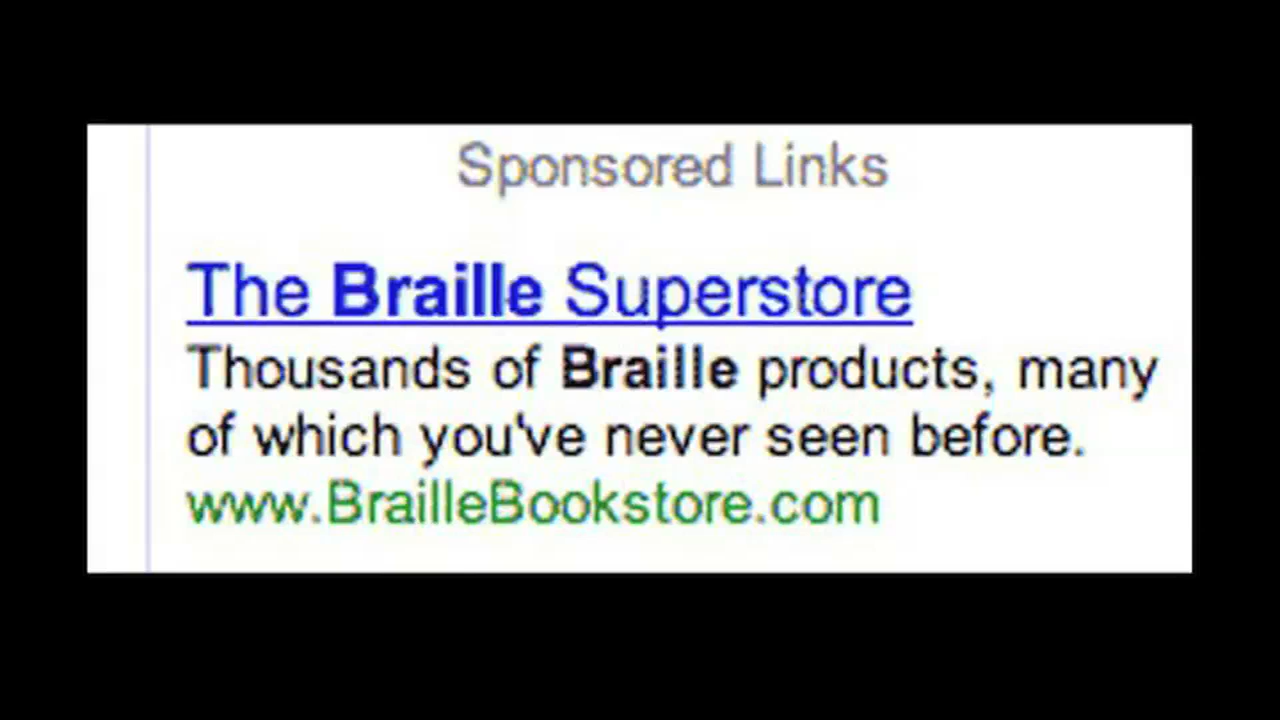 Sponsored Links
The Braille Superstore
Thousands of Braille products, many
of which you've never seen before.
www.BrailleBookstore.com